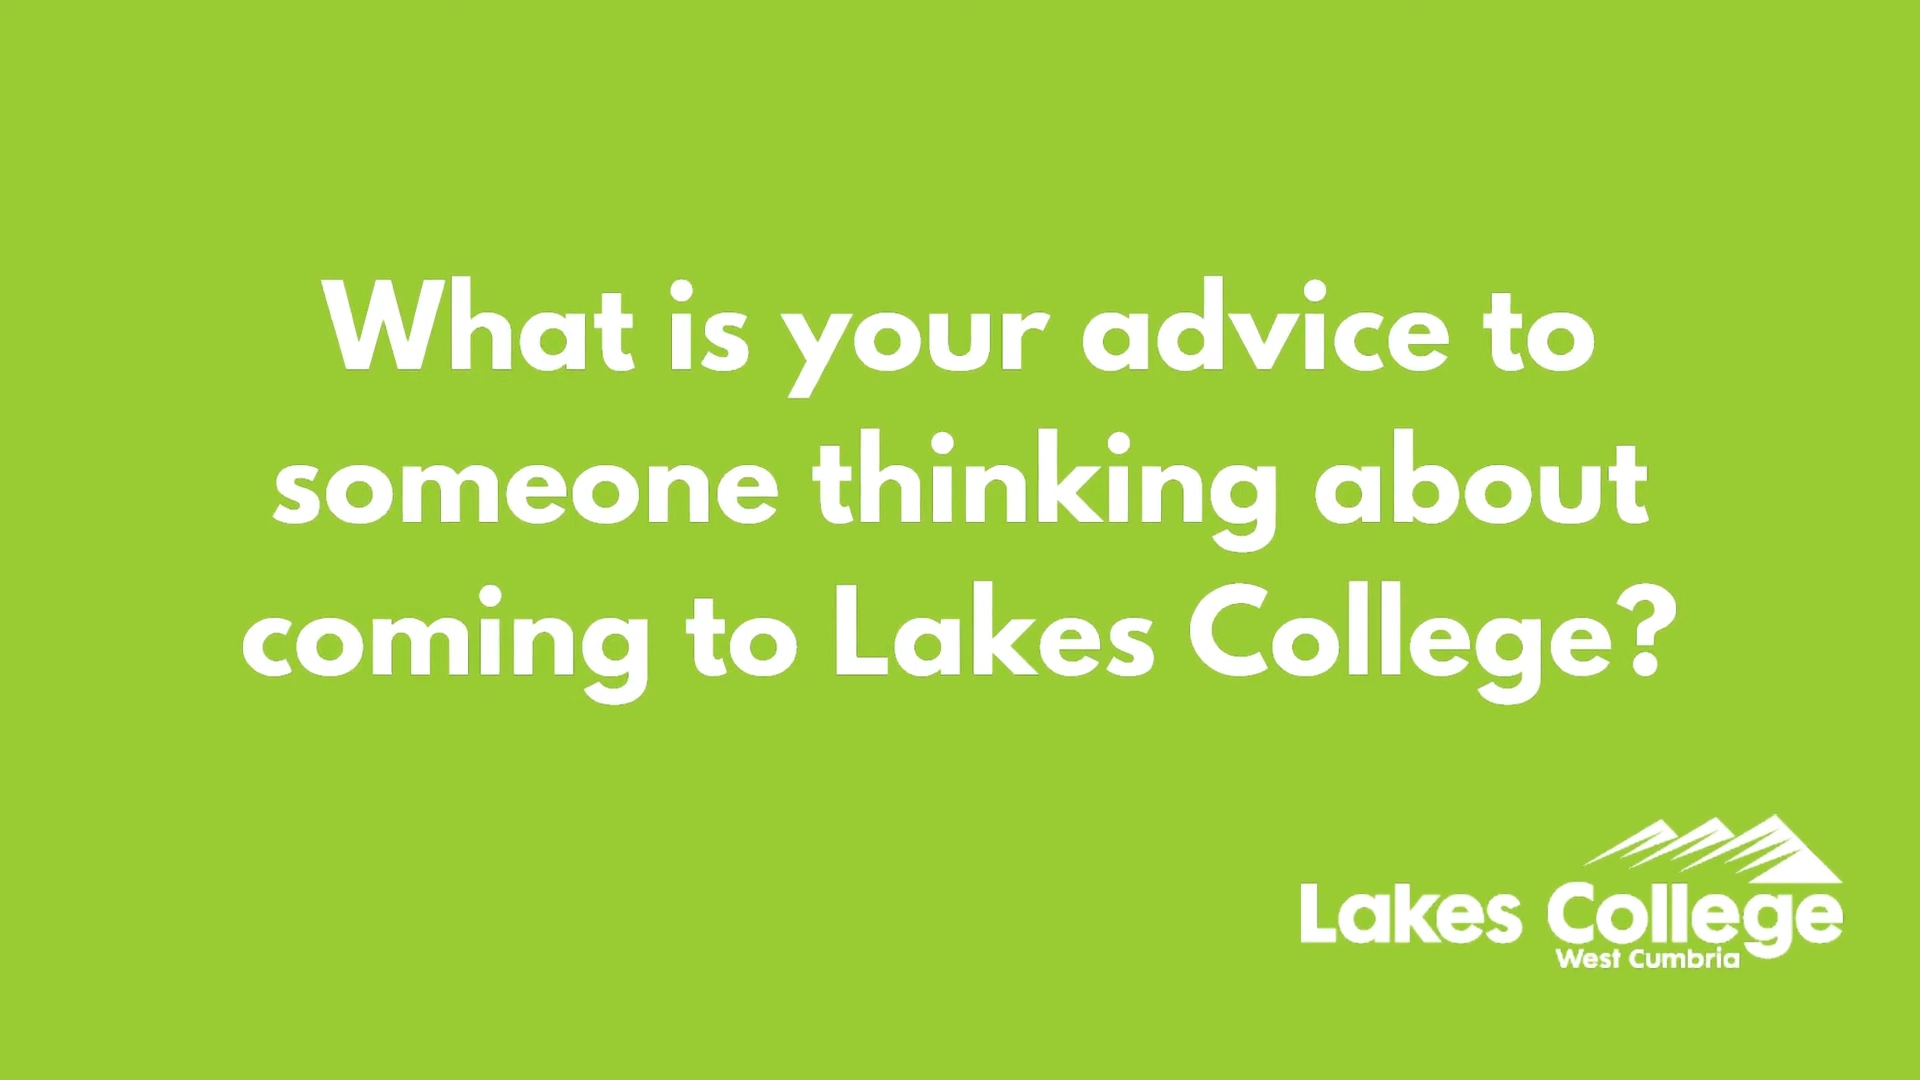 What is your advice to
someone thinking about
coming to Lakes College?
Lakes College
West Cumbria